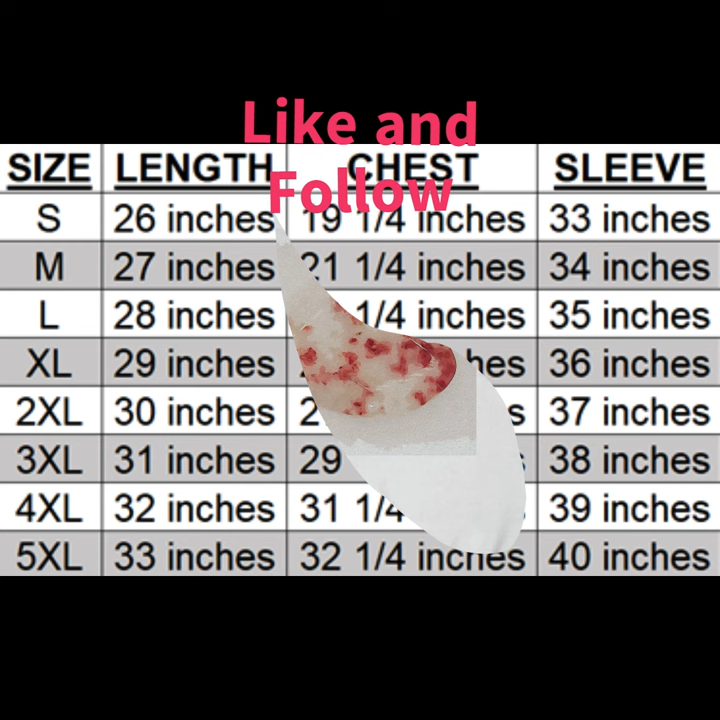 Like and
Follow
SIZE LENGTH CHEST SLEEVE
S 26 inches 19 1/4 inches 33 inches
M 27 inches 21 1/4 inches 34 inches
L 28 inches 1/4 inches 35 inches
XL 29 inches 36 inches
2XL 30 inches 37 inches
3XL 31 inches 29 38 inches
4XL 32 inches 31 1/4 39 inches
5XL 33 inches 32 1/4 inches 40 inches